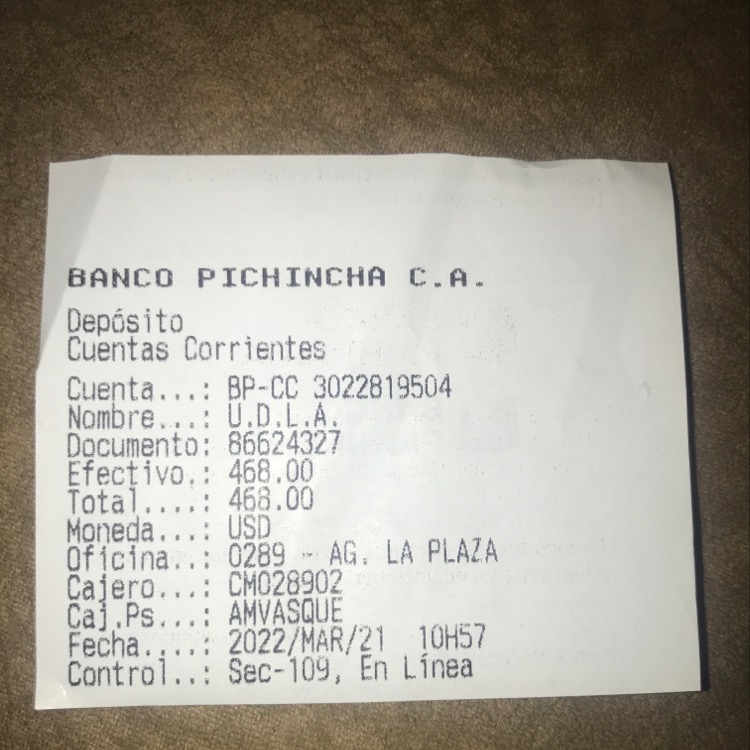 BANCO PICHINCHA C.A.
Depósito
Cuentas Corrientes
Cuenta...: BP-CC 3022819504
Nombre...: U.D.L.A.
Documento: 86624327
Efectivo.: 468.00
Total....: 468.00
Moneda...: USD
Oficina..: 0289 - AG. LA PLAZA
Cajero...: CM028902
Caj.Ps...: AMVASQUE
Fecha....: 2022/MAR/21 10H57
Control..: Sec-109, En Línea